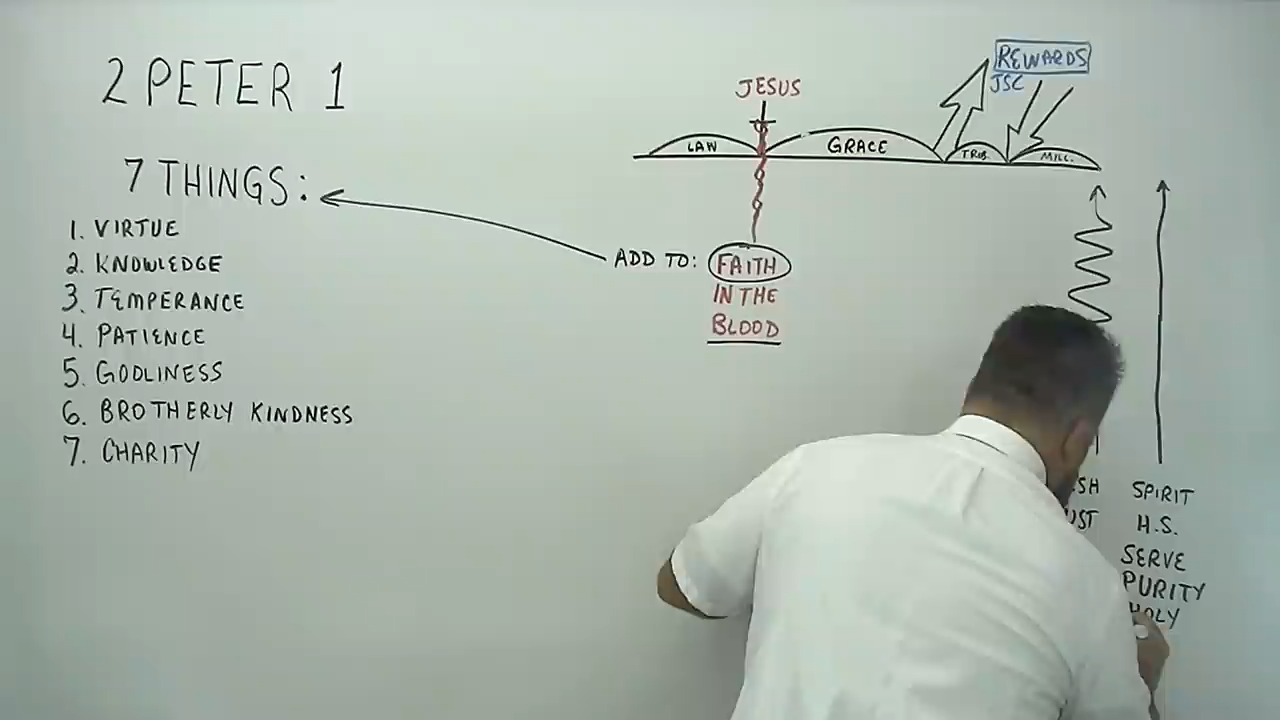 2 PETER 1
7 THINGS:
1. VIRTUE
2. KNOWLEDGE
3. TEMPERANCE
4. PATIENCE
5. GODLINESS
6. BROTHERLY KINDNESS
7. CHARITY
ADD TO: FAITH
IN THE
BLOOD
JESUS
LAW
GRACE
TRIB.
MILL.
REWARDS
JSC
SPIRIT
H.S.
SERVE
PURITY
HOLY